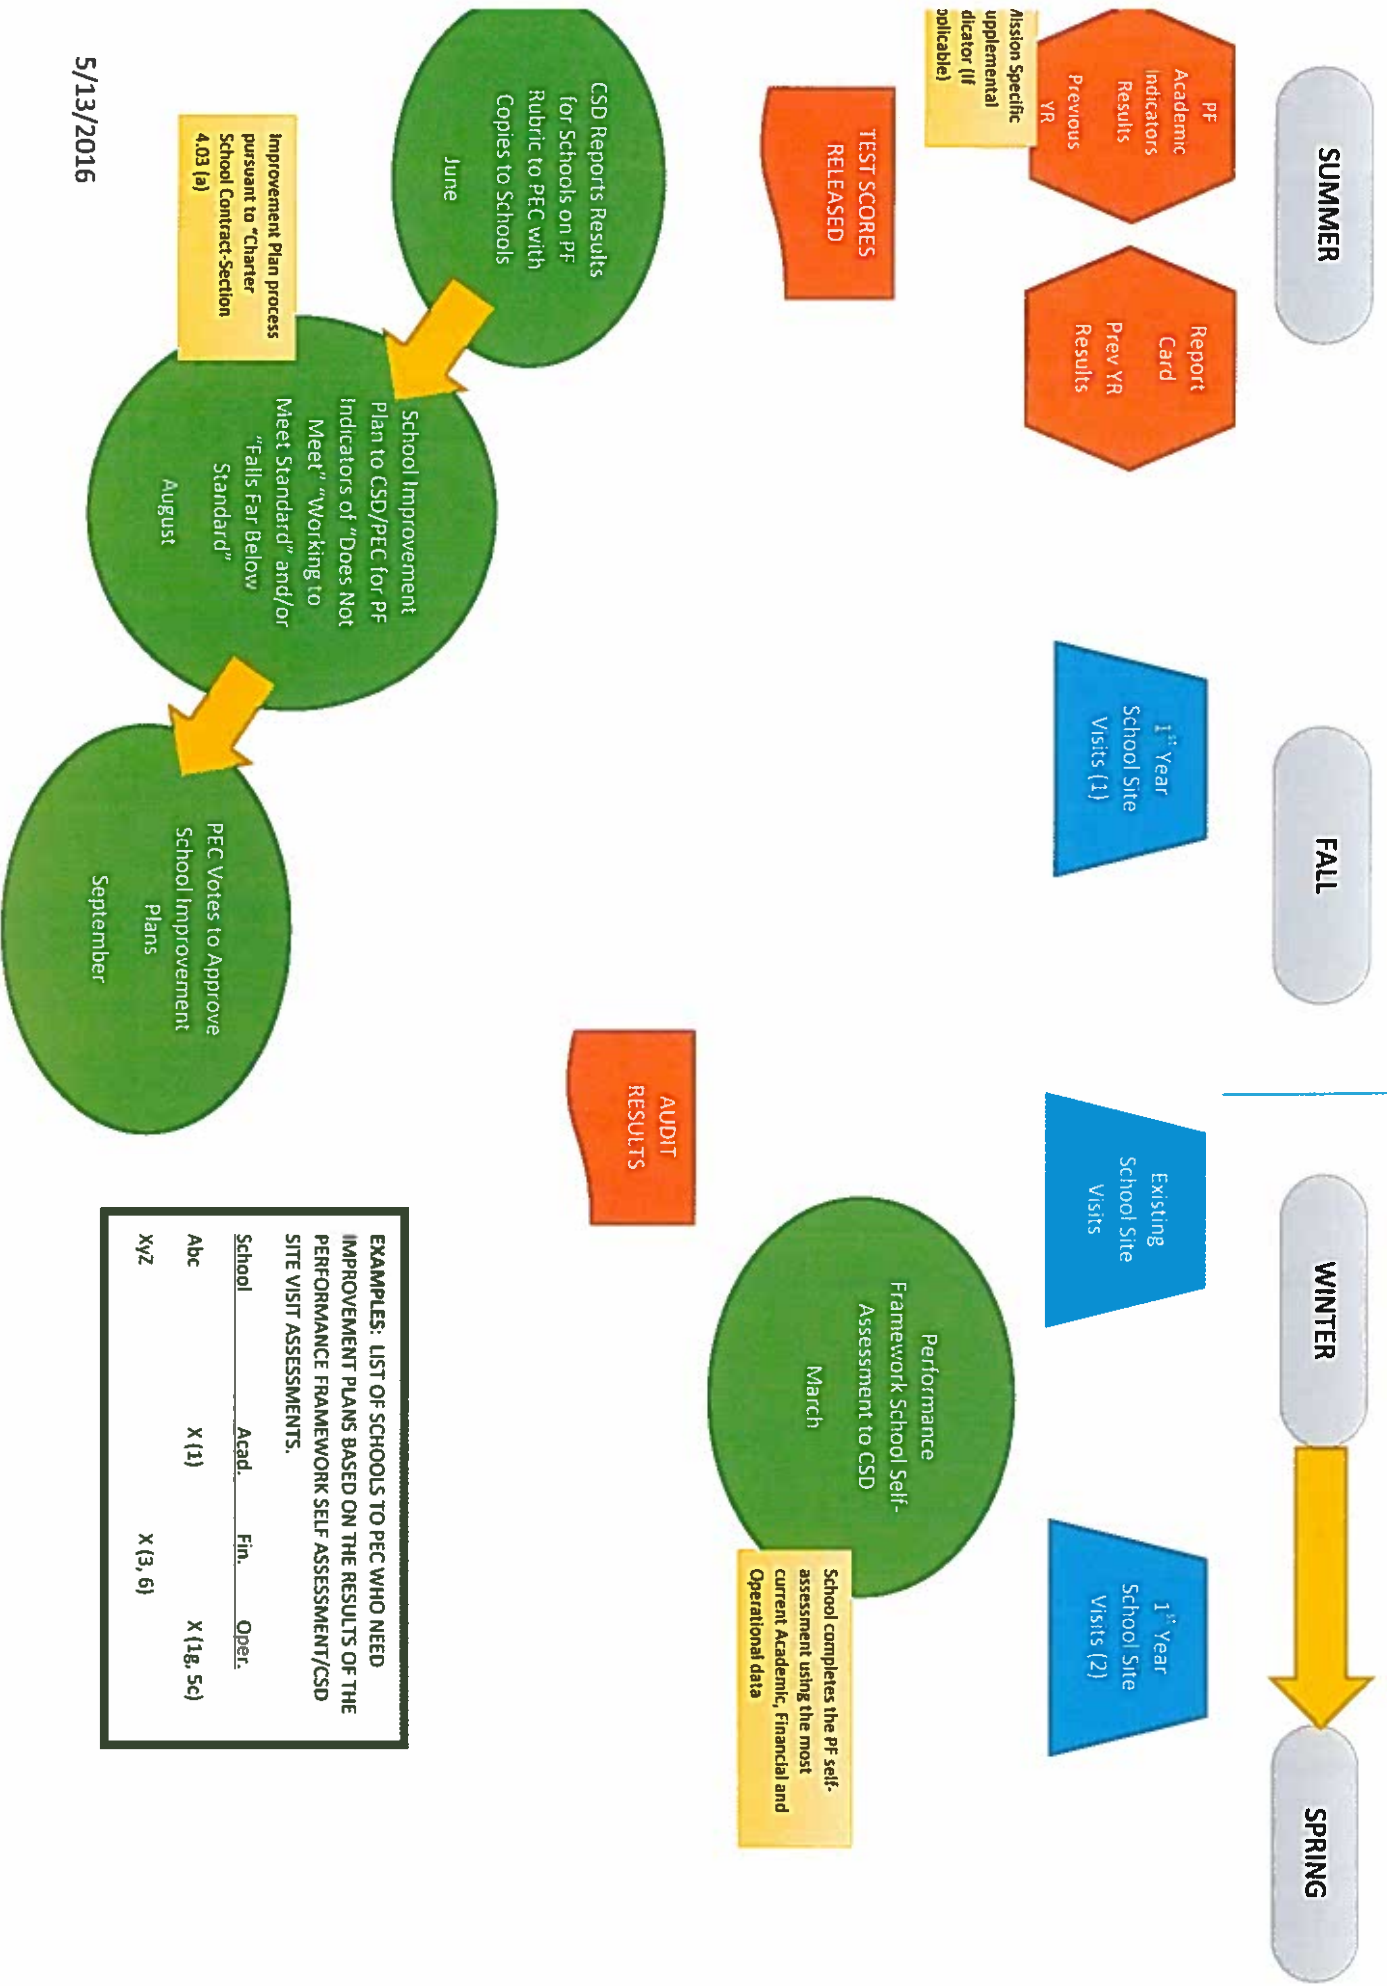 SUMMER
FALL
WINTER
SPRING
PF
Academic
Indicators
Results
Previous
YR
Report
Card
Prev YR
Results
1st Year
School Site
Visits (1)
Existing
School Site
Visits
1st Year
School Site
Visits (2)
Specific
TEST SCORES
RELEASED
Performance
Framework School Self-
Assessment to CSD
March
School completes the PF self-
assessment using the most
current Academic, Financial and
Operational data
AUDIT
RESULTS
CSD Reports Results
for Schools on PF
Rubric to PEC with
Copies to Schools
June
School Improvement
Plan to CSD/PEC for PF
Indicators of "Does Not
Meet" "Working to
Meet Standard" and/or
"Falls Far Below
Standard"
August
Improvement Plan process
pursuant to "Charter
School Contract-Section
4.03 (a)
PEC Votes to Approve
School Improvement
Plans
September
EXAMPLES: LIST OF SCHOOLS TO PEC WHO NEED
IMPROVEMENT PLANS BASED ON THE RESULTS OF THE
PERFORMANCE FRAMEWORK SELF ASSESSMENT/CSD
SITE VISIT ASSESSMENTS.
School Acad. Fin. Oper.
Abc X (1) X (1g, 5c)
XyZ X (3, 6)
5/13/2016